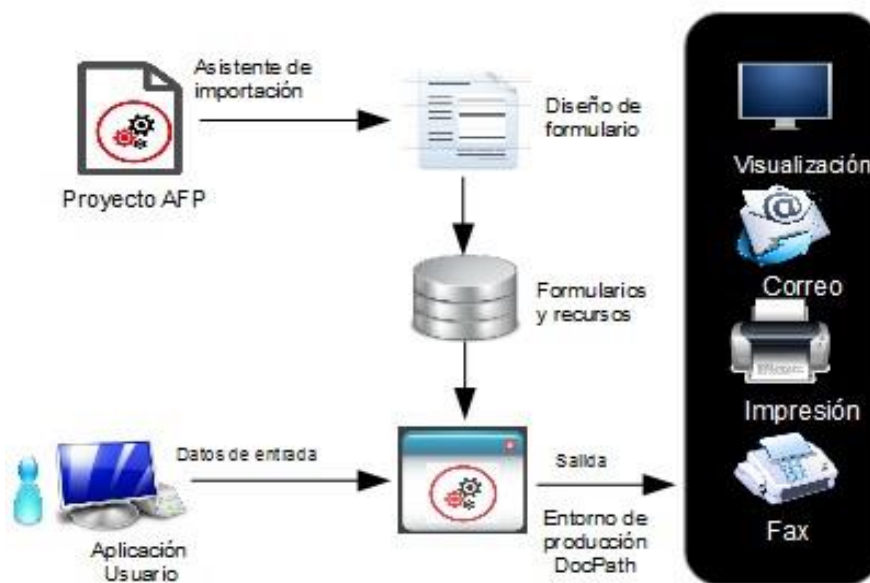 Asistente de
importación
Proyecto AFP
Diseño de
formulario
Formularios
y recursos
Datos de entrada
Aplicación
Usuario
Salida
Entorno de
producción
DocPath
Visualización
@
Correo
Impresión
Fax